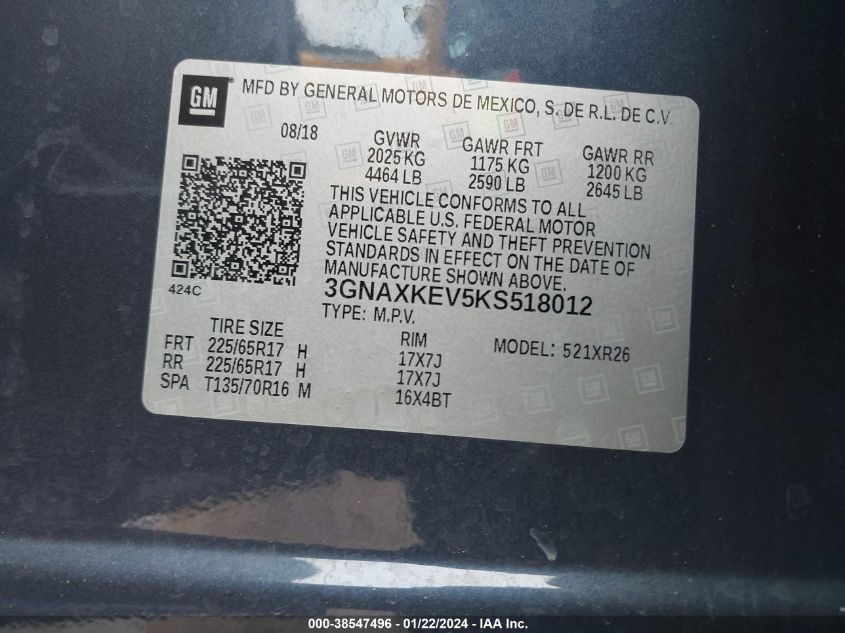 GM ® MFD BY GENERAL MOTORS DE MEXICO, S. DE R.L. DE C.V
08/18 GVWR GAWR FRT GAWR RR
2025 KG 1175 KG 1200 KG
4464 LB 2590 LB 2645 LB
THIS VEHICLE CONFORMS TO ALL
APPLICABLE U.S. FEDERAL MOTOR
VEHICLE SAFETY AND THEFT PREVENTION
STANDARDS IN EFFECT ON THE DATE OF
MANUFACTURE SHOWN ABOVE.
424C 3GNAXKEV5KS518012
TYPE: M.P.V.
TIRE SIZE RIM MODEL: 521XR26
FRT 225/65R17 H 17X7J
RR 225/65R17 H 17X7J
SPA T135/70R16 M 16X4BT
000-38547496 - 01/22/2024 - IAA Inc.